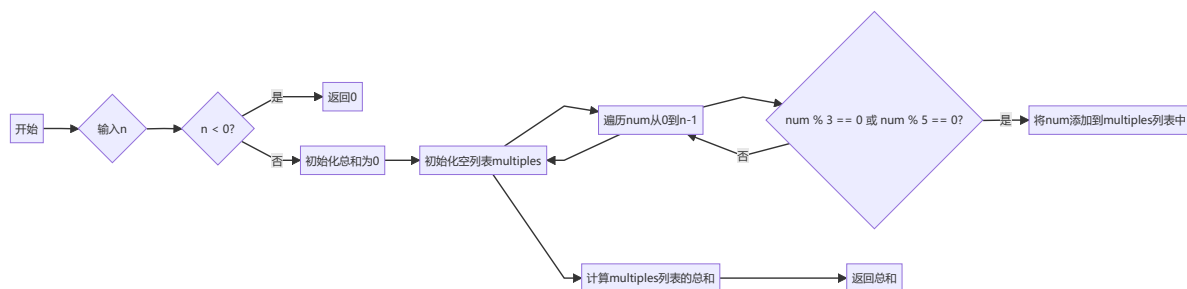 开始
输入n
n < 0?
是
返回0
否
初始化总和为0
初始化空列表multiples
遍历num从0到n-1
否
num % 3 == 0 或 num % 5 == 0?
是
将num添加到multiples列表中
计算multiples列表的总和
返回总和